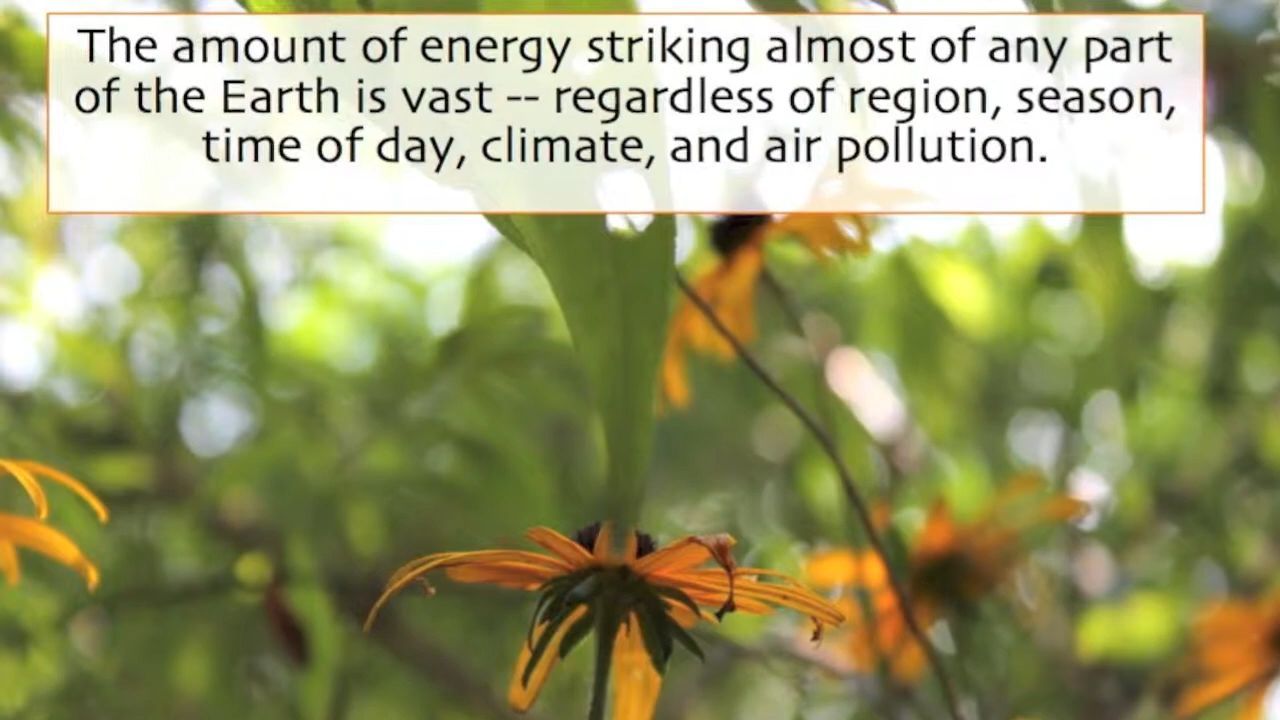 The amount of energy striking almost of any part
of the Earth is vast -- regardless of region, season,
time of day, climate, and air pollution.